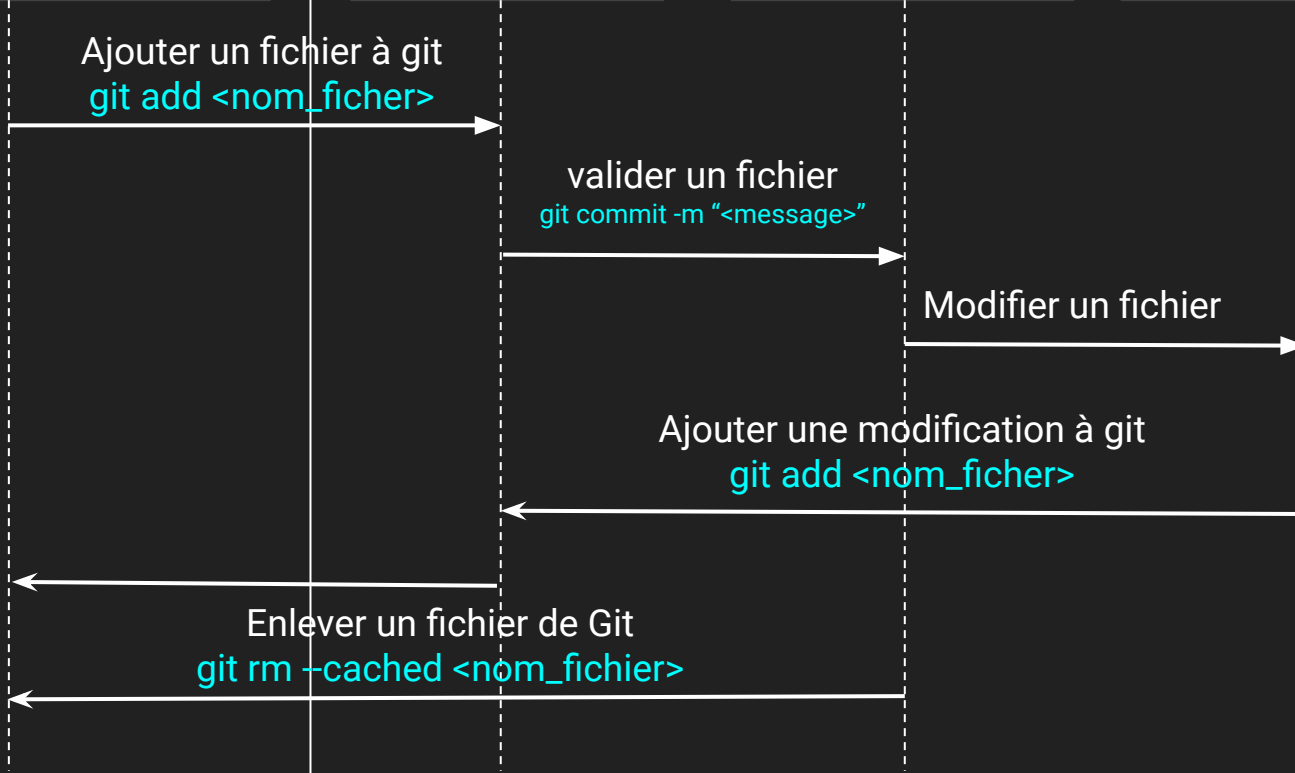 Ajouter un fichier à git
git add <nom_ficher>
valider un fichier
git commit -m “<message>”
Modifier un fichier
Ajouter une modification à git
git add <nom_ficher>
Enlever un fichier de Git
git rm --cached <nom_fichier>